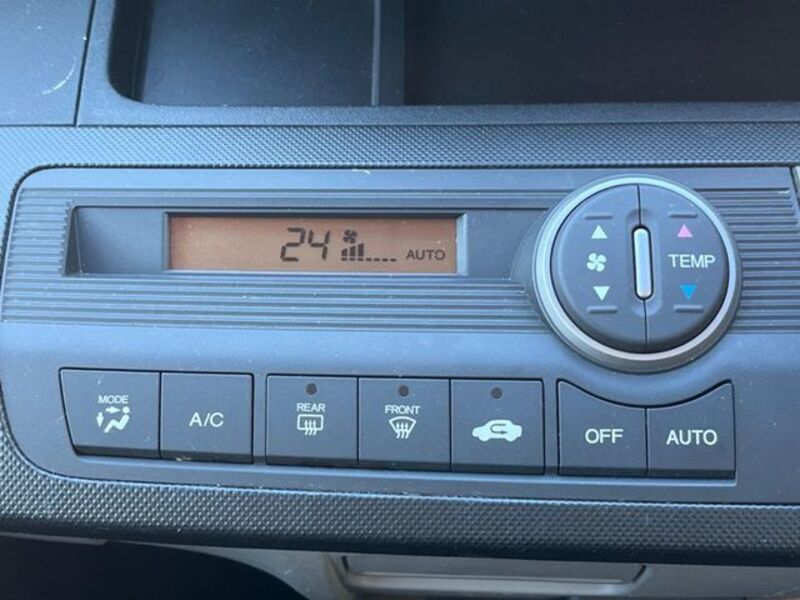 24 AUTO
TEMP
MODE
A/C
REAR
FRONT
OFF
AUTO